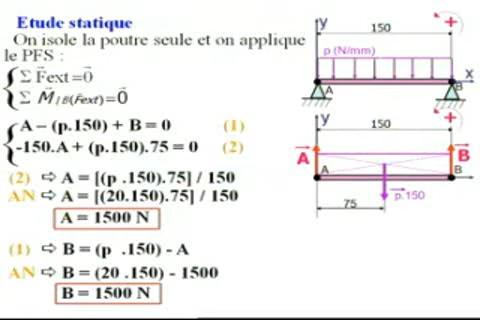 Etude statique
On isole la poutre seule et on applique
le PFS :
Σ Fext=0
Σ M/B(Fext)=0
A – (p.150) + B = 0 (1)
-150.A + (p.150).75 = 0 (2)
(2) ⇨ A = [(p .150).75] / 150
AN ⇨ A = [(20.150).75] / 150
A = 1500 N
(1) ⇨ B = (p .150) - A
AN ⇨ B = (20 .150) - 1500
B = 1500 N
y
+
150
p (N/mm)
x
A
B
y
+
150
A
B
A
B
p.150
75